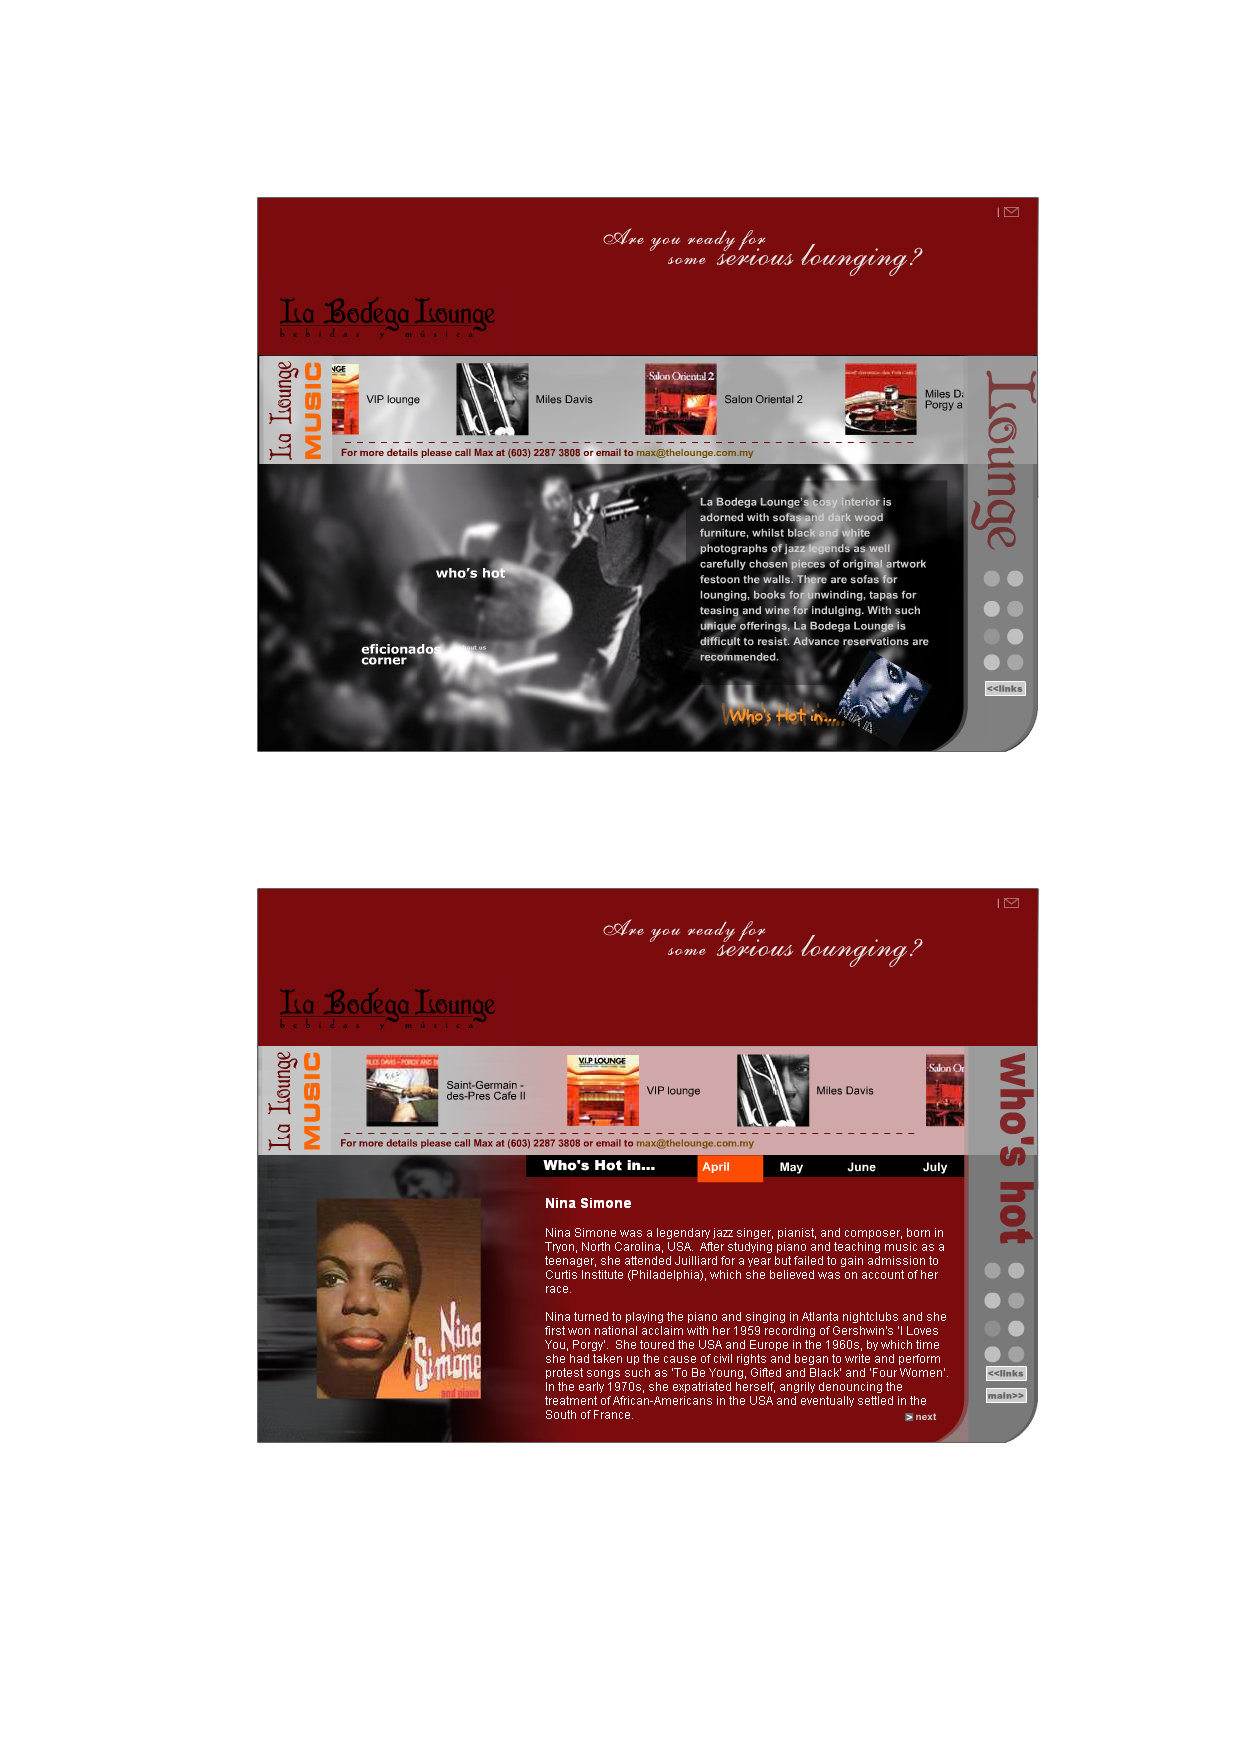 Are you ready for
some serious lounging?
La Bodega Lounge
bebidas y música
La Lounge
MUSIC
NGE
VIP lounge
Miles Davis
Salon Oriental 2
Salon Oriental 2
Miles Da
Porgy a
For more details please call Max at (603) 2287 3808 or email to max@thelounge.com.my
Lounge
La Bodega Lounge's cosy interior is
adorned with sofas and dark wood
furniture, whilst black and white
photographs of jazz legends as well
carefully chosen pieces of original artwork
festoon the walls. There are sofas for
lounging, books for unwinding, tapas for
teasing and wine for indulging. With such
unique offerings, La Bodega Lounge is
difficult to resist. Advance reservations are
recommended.
who's hot
eficionados
corner
out us
<<links
Who's Hot in...
Are you ready for
some serious lounging?
La Bodega Lounge
bebidas y música
La Lounge
MUSIC
MILES DAVIS - PORGY AND B
Saint-Germain -
des-Pres Cafe II
V.I.P LOUNGE
VIP lounge
Miles Davis
Salon Or
For more details please call Max at (603) 2287 3808 or email to max@thelounge.com.my
who's hot
Who's Hot in...
April
May
June
July
Nina Simone
Nina Simone was a legendary jazz singer, pianist, and composer, born in
Tryon, North Carolina, USA. After studying piano and teaching music as a
teenager, she attended Juilliard for a year but failed to gain admission to
Curtis Institute (Philadelphia), which she believed was on account of her
race.
Nina turned to playing the piano and singing in Atlanta nightclubs and she
first won national acclaim with her 1959 recording of Gershwin's 'I Loves
You, Porgy'. She toured the USA and Europe in the 1960s, by which time
she had taken up the cause of civil rights and began to write and perform
protest songs such as 'To Be Young, Gifted and Black' and 'Four Women'.
In the early 1970s, she expatriated herself, angrily denouncing the
treatment of African-Americans in the USA and eventually settled in the
South of France.
> next
Nina
Simone
and piano
<<links
main>>